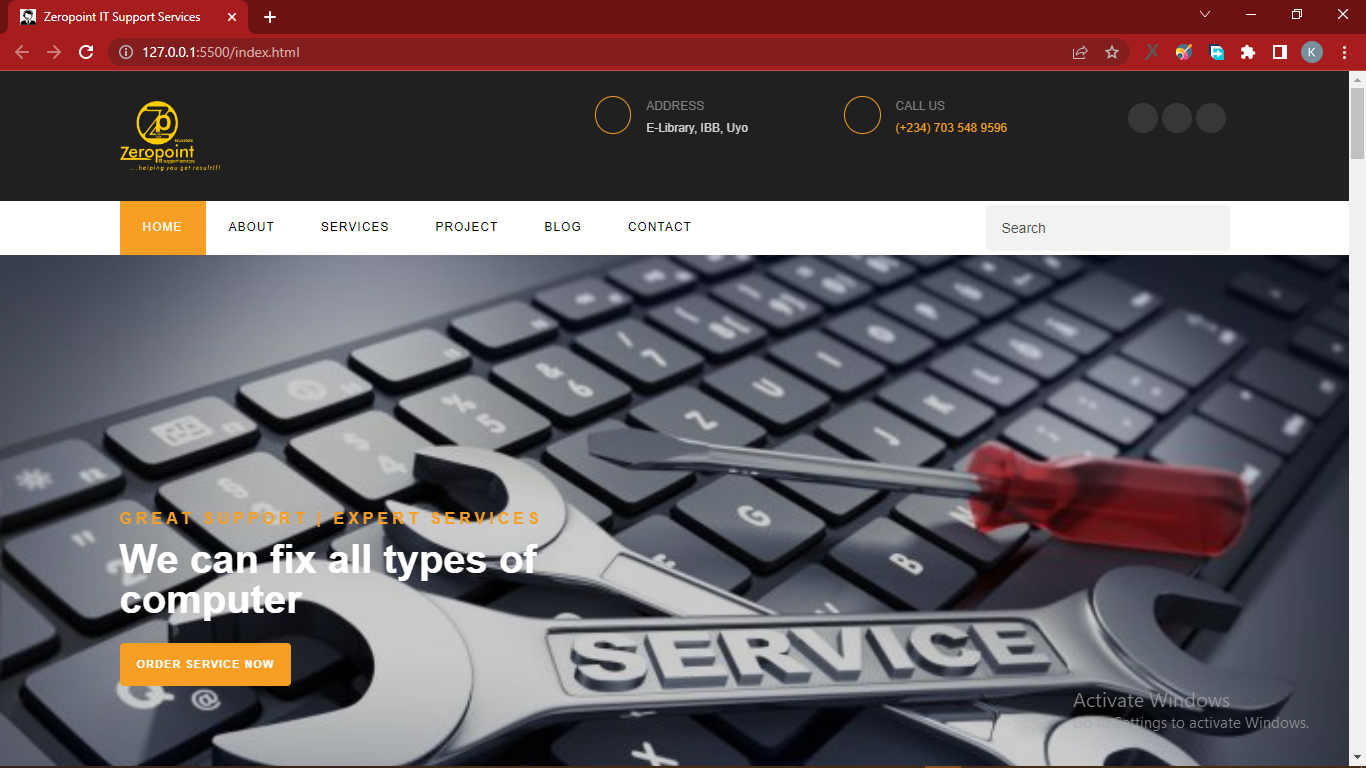 Zeropoint IT Support Services
127.0.0.1:5500/index.html
K
Zp
Zeropoint
IT support services
...helping you get result!!!
ADDRESS
E-Library, IBB, Uyo
CALL US
(+234) 703 548 9596
HOME
ABOUT
SERVICES
PROJECT
BLOG
CONTACT
Search
GREAT SUPPORT | EXPERT SERVICES
We can fix all types of
computer
ORDER SERVICE NOW
SERVICE
Activate Windows
Go to Settings to activate Windows.